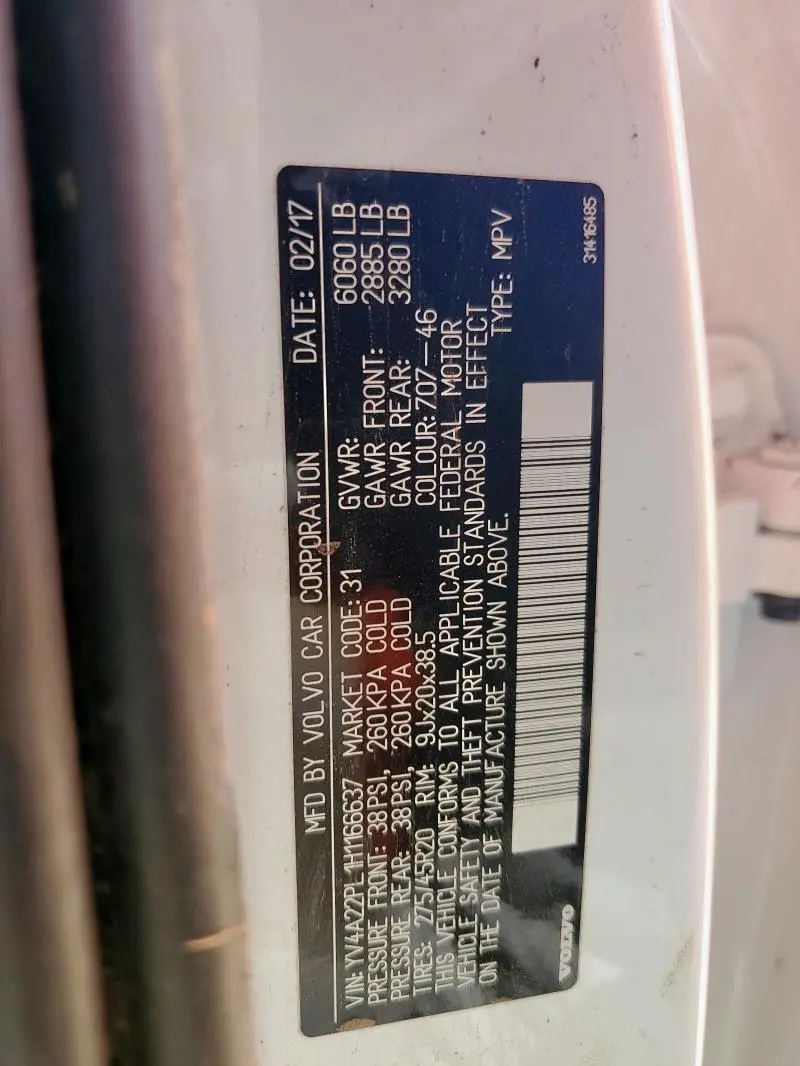 MFD BY VOLVO CAR CORPORATION DATE: 02/17
VIN: YV4A22PL1H1166637 MARKET CODE: 31 GVWR: 6060 LB
PRESSURE FRONT: 38PSI, 260KPA COLD GAWR FRONT: 2885 LB
PRESSURE REAR: 38PSI, 260KPA COLD GAWR REAR: 3280 LB
TIRES: 275/45R20 RIM: 9Jx20x38.5 COLOUR: 707-46
THIS VEHICLE CONFORMS TO ALL APPLICABLE FEDERAL MOTOR
VEHICLE SAFETY AND THEFT PREVENTION STANDARDS IN EFFECT
ON THE DATE OF MANUFACTURE SHOWN ABOVE. TYPE: MPV
VOLVO 31416485